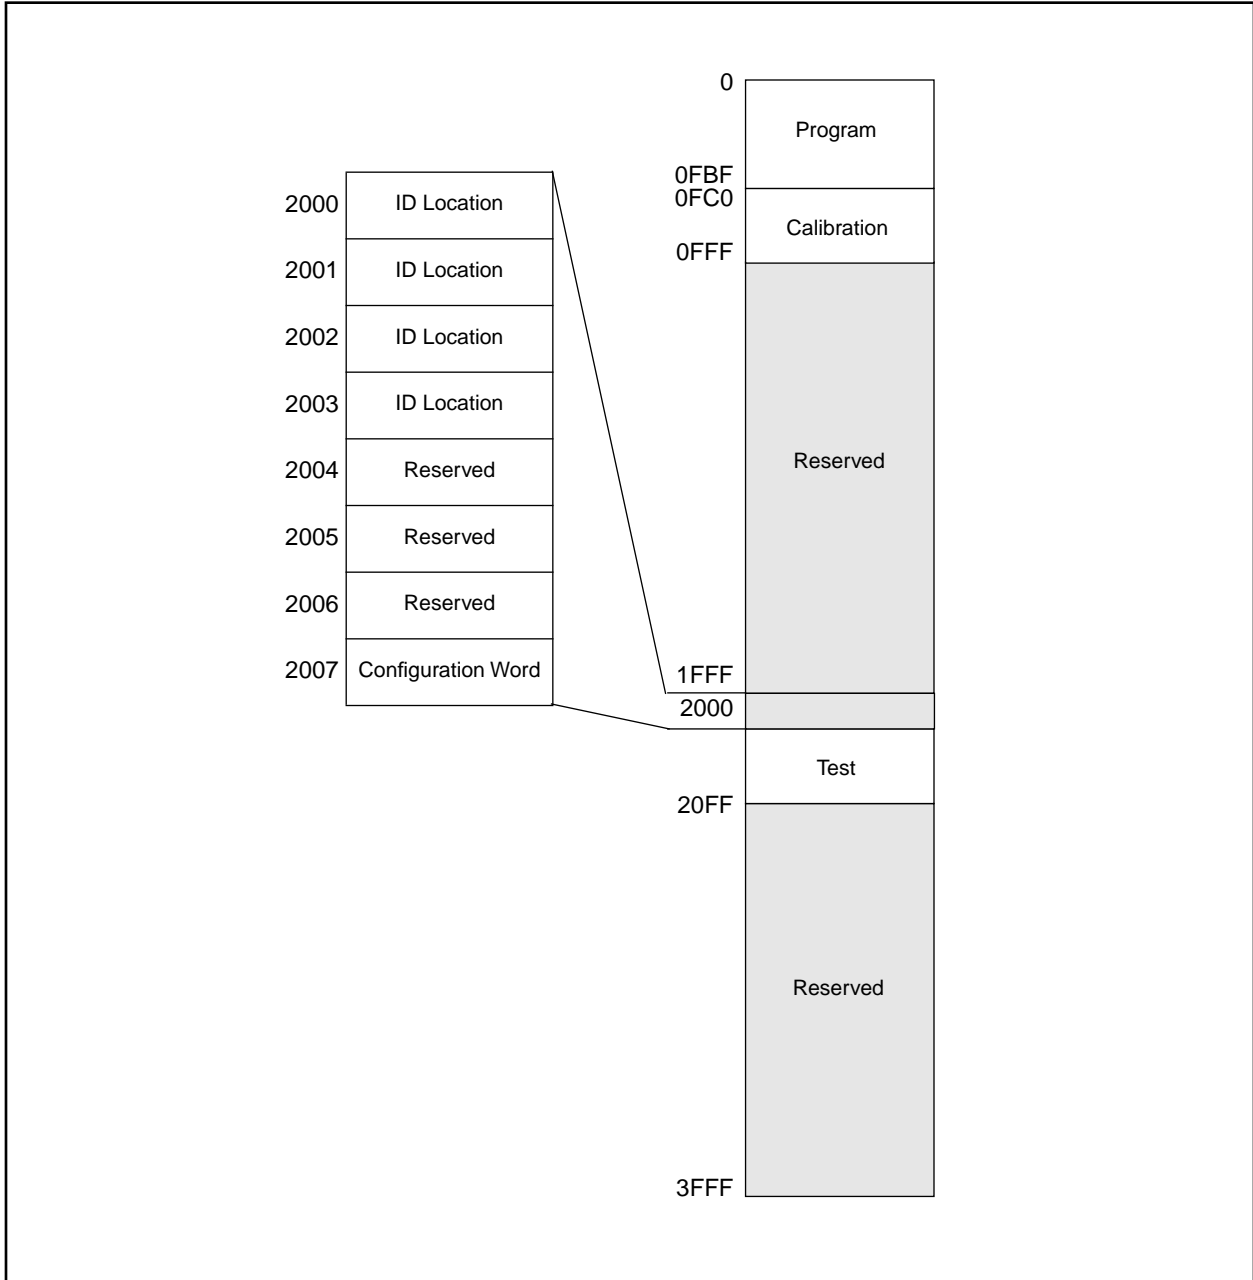 2000 ID Location
2001 ID Location
2002 ID Location
2003 ID Location
2004 Reserved
2005 Reserved
2006 Reserved
2007 Configuration Word
0
Program
0FBF
0FC0
Calibration
0FFF
Reserved
1FFF
2000
Test
20FF
Reserved
3FFF